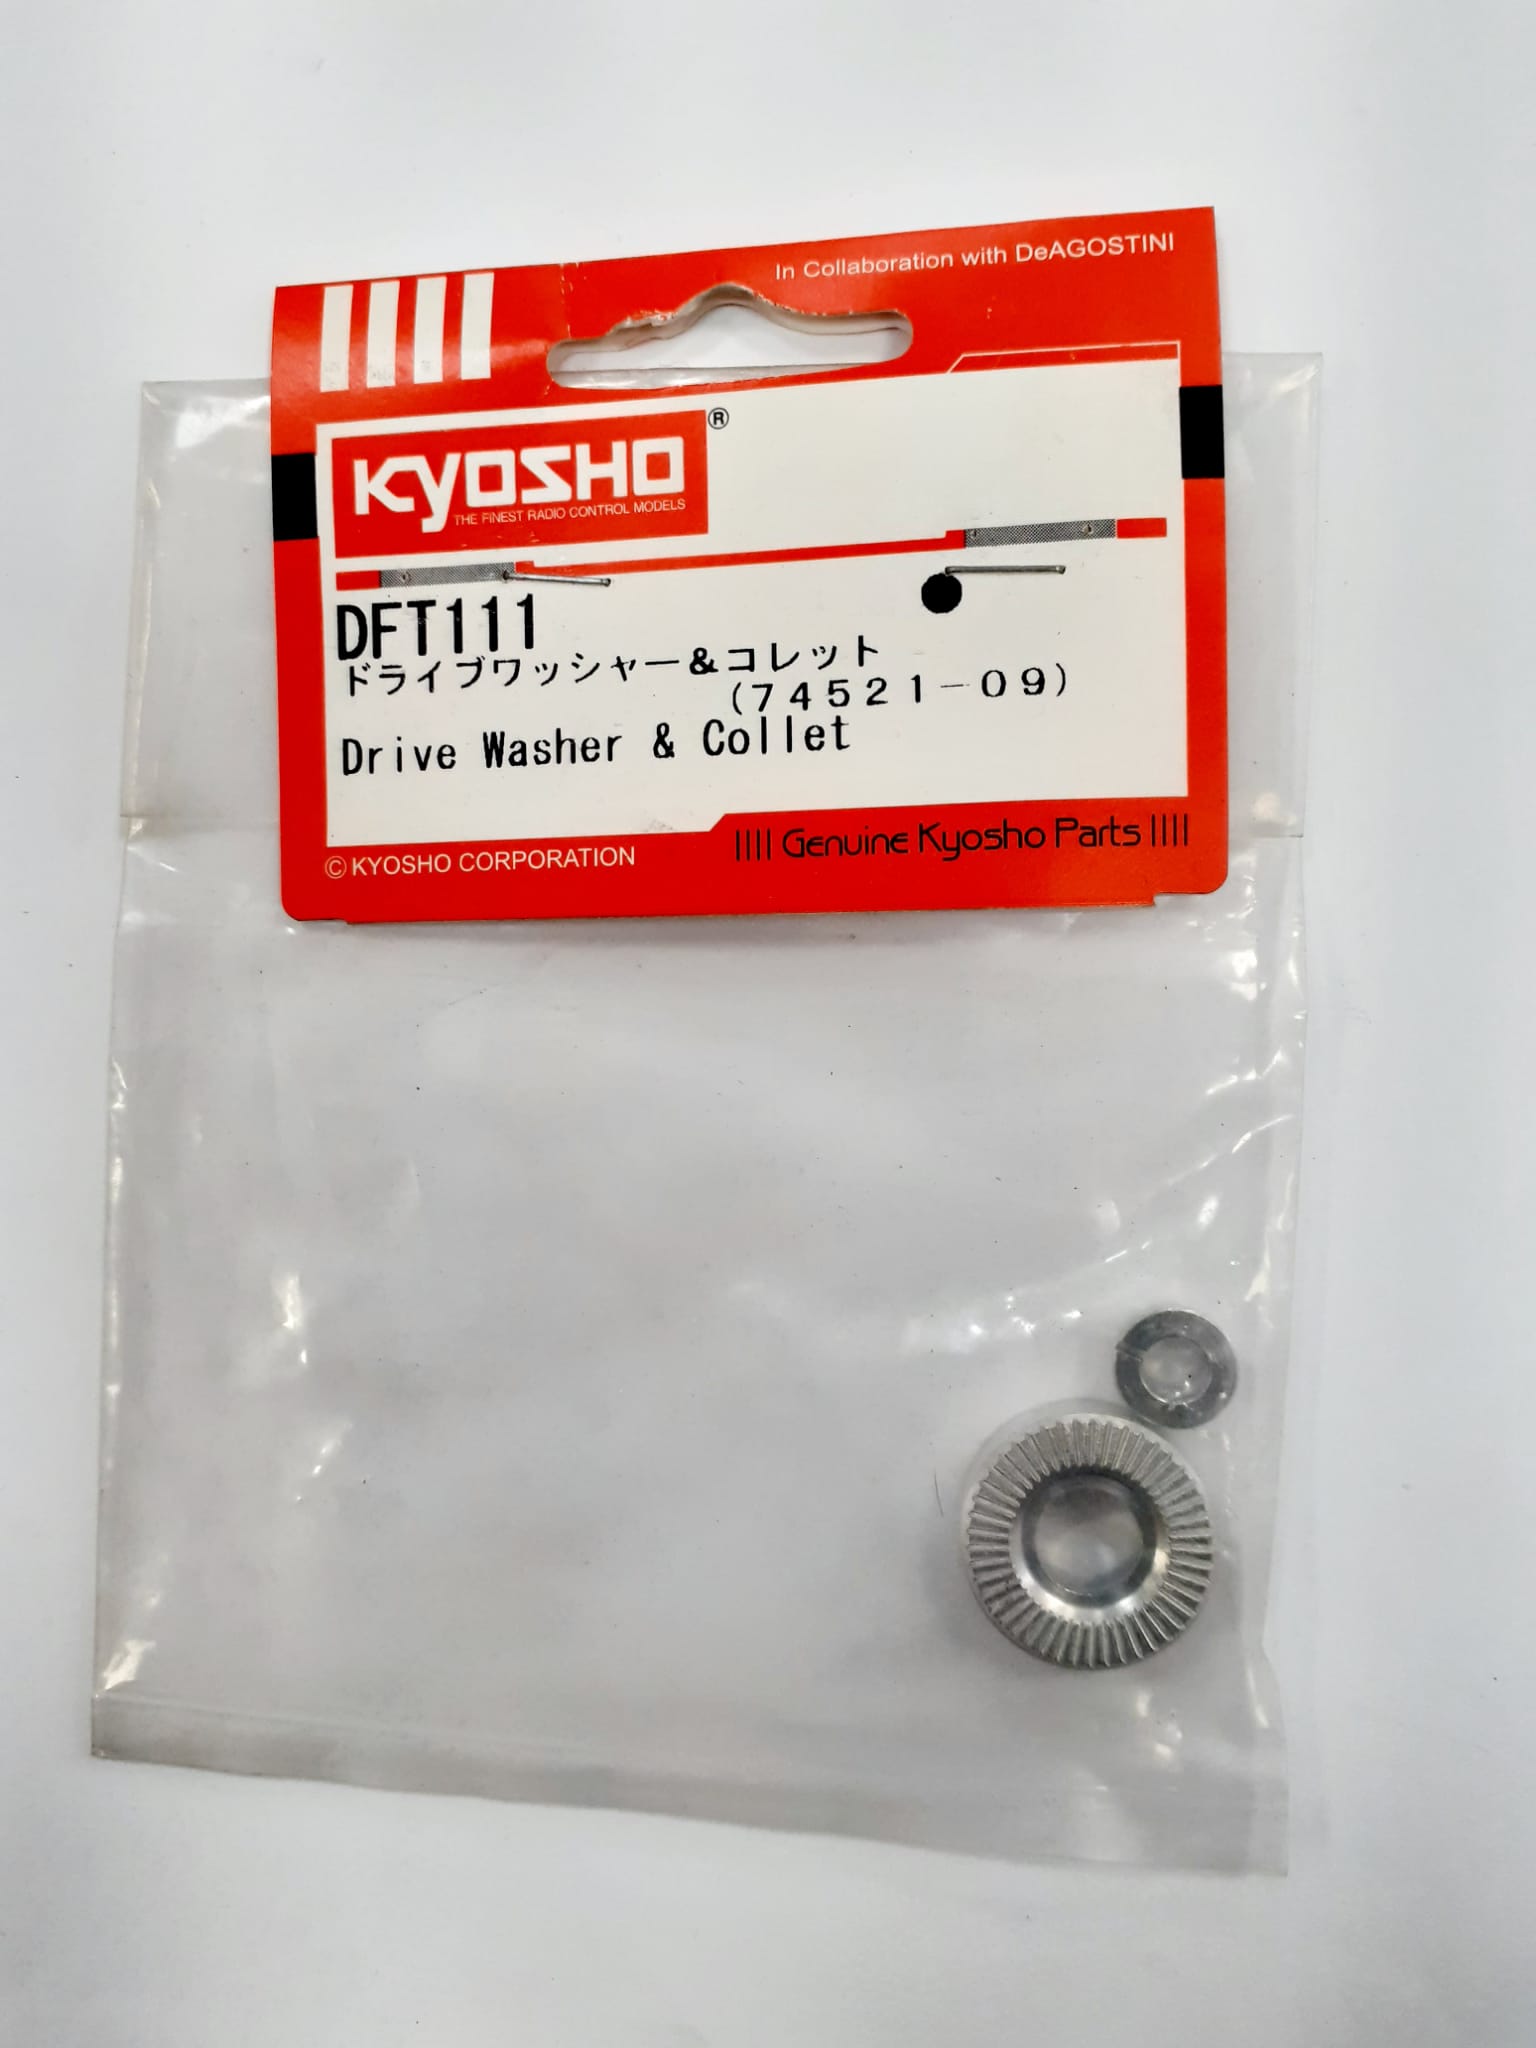 In Collaboration with DeAGOSTINI
KYOSHO®
THE FINEST RADIO CONTROL MODELS
DFT111
ドライブワッシャー&コレット
(74521-09)
Drive Washer & Collet
© KYOSHO CORPORATION
Genuine Kyosho Parts